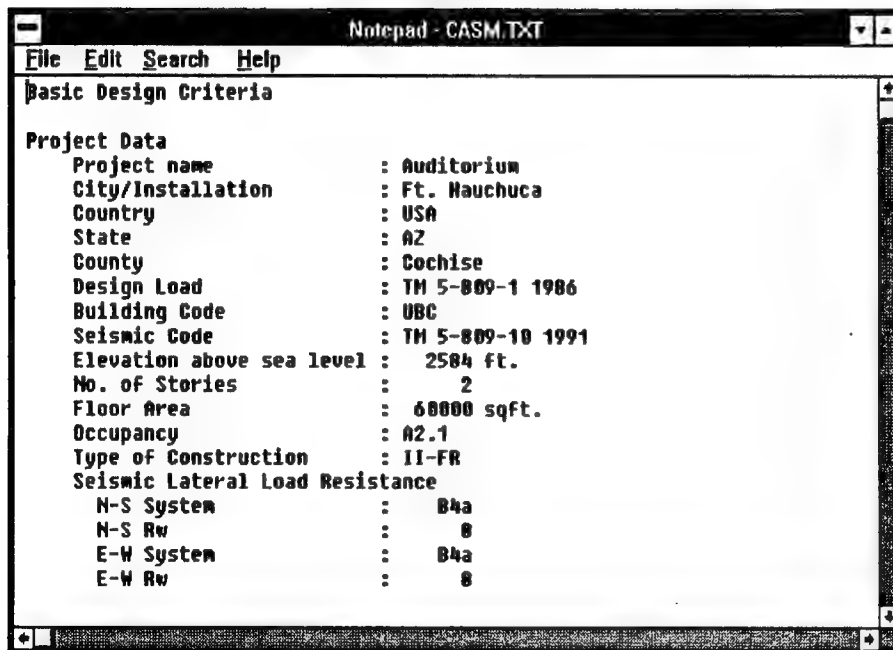 Notepad - CASM.TXT
File Edit Search Help
Basic Design Criteria
Project Data
Project name : Auditorium
City/Installation : Ft. Hauchuca
Country : USA
State : AZ
County : Cochise
Design Load : TM 5-809-1 1986
Building Code : UBC
Seismic Code : TM 5-809-10 1991
Elevation above sea level : 2584 ft.
No. of Stories : 2
Floor Area : 60000 sqft.
Occupancy : A2.1
Type of Construction : II-FR
Seismic Lateral Load Resistance
N-S System : B4a
N-S Rw : 8
E-W System : B4a
E-W Rw : 8